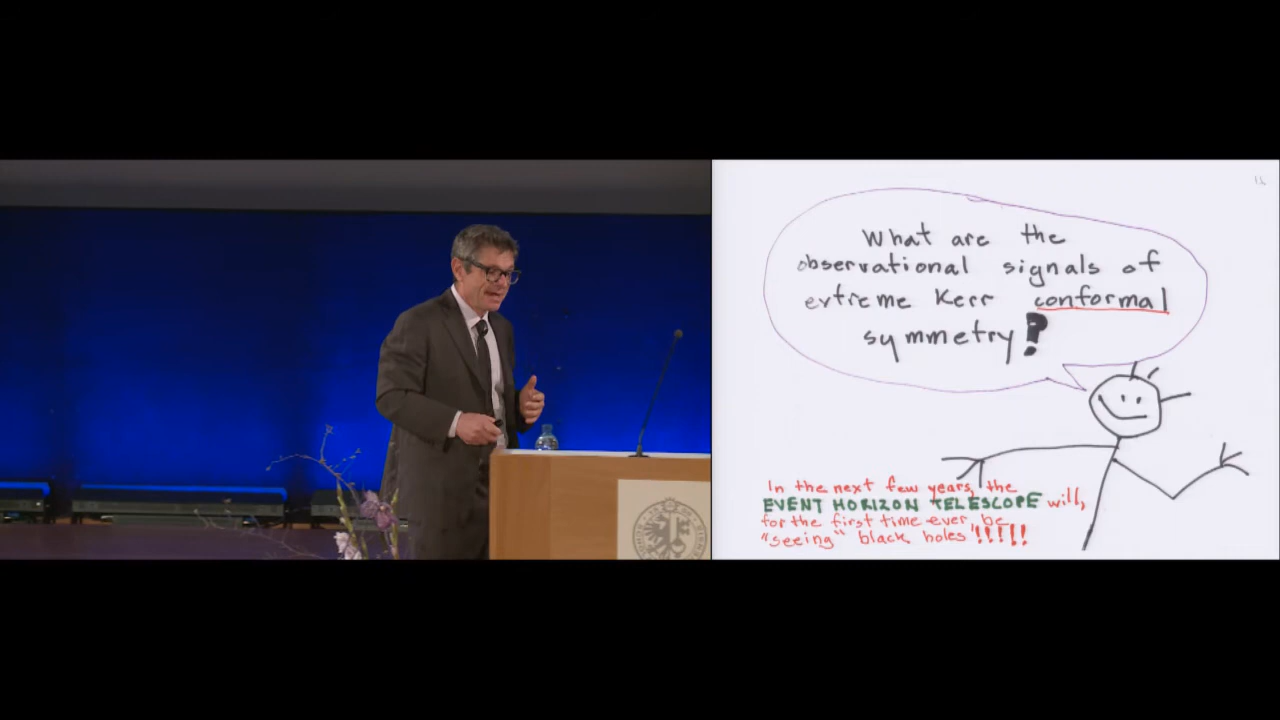 What are the
observational signals of
extreme Kerr conformal
symmetry?
In the next few years, the
EVENT HORIZON TELESCOPE will,
for the first time ever, be
"seeing" black holes!!!!!